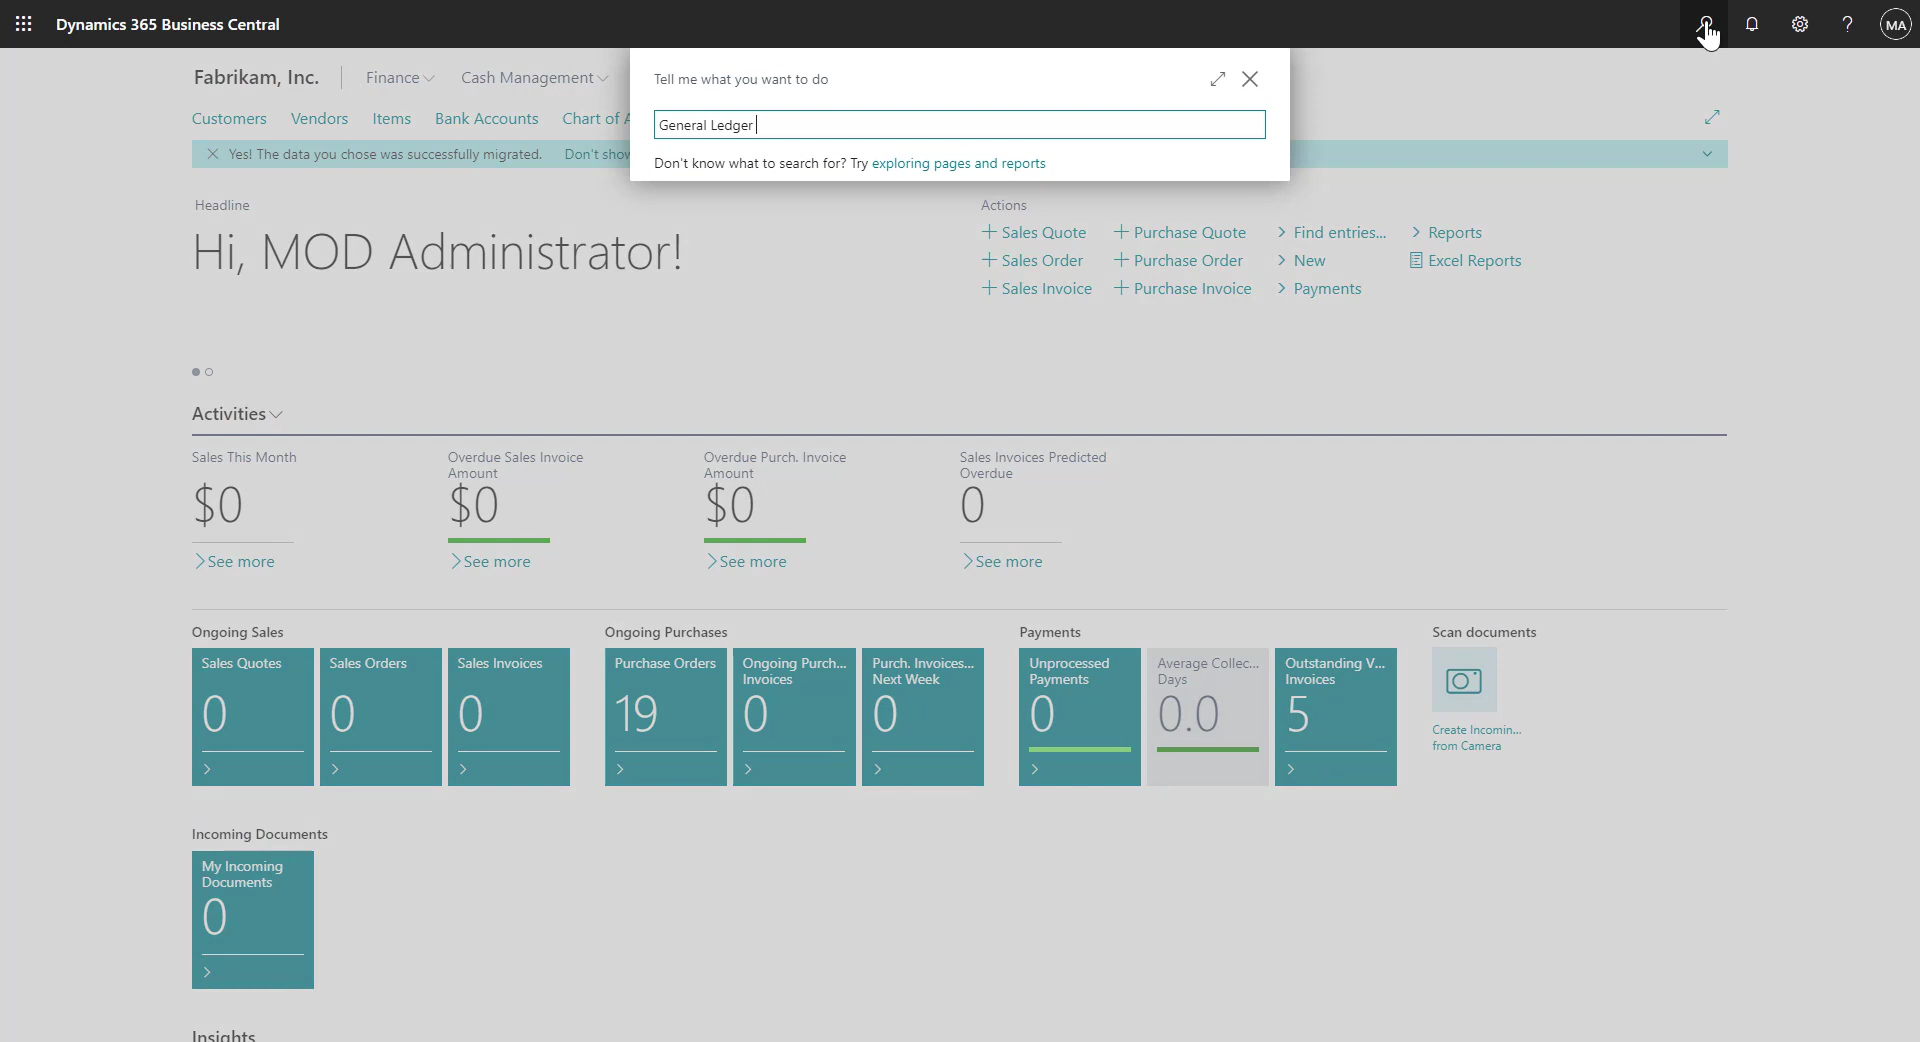 Dynamics 365 Business Central
MA
Tell me what you want to do
General Ledger
Don't know what to search for? Try exploring pages and reports
Fabrikam, Inc.
Finance
Cash Management
Customers
Vendors
Items
Bank Accounts
Chart of A
Yes! The data you chose was successfully migrated.
Don't show
Headline
Hi, MOD Administrator!
Actions
Sales Quote
Purchase Quote
Find entries...
Reports
Sales Order
Purchase Order
New
Excel Reports
Sales Invoice
Purchase Invoice
Payments
Activities
Sales This Month
$0
See more
Overdue Sales Invoice
Amount
$0
See more
Overdue Purch. Invoice
Amount
$0
See more
Sales Invoices Predicted
Overdue
0
See more
Ongoing Sales
Sales Quotes
0
Sales Orders
0
Sales Invoices
0
Ongoing Purchases
Purchase Orders
19
Ongoing Purch...
Invoices
0
Purch. Invoices...
Next Week
0
Payments
Unprocessed
Payments
0
Average Collec...
Days
0.0
Outstanding V...
Invoices
5
Scan documents
Create Incomin...
from Camera
Incoming Documents
My Incoming
Documents
0
Insights